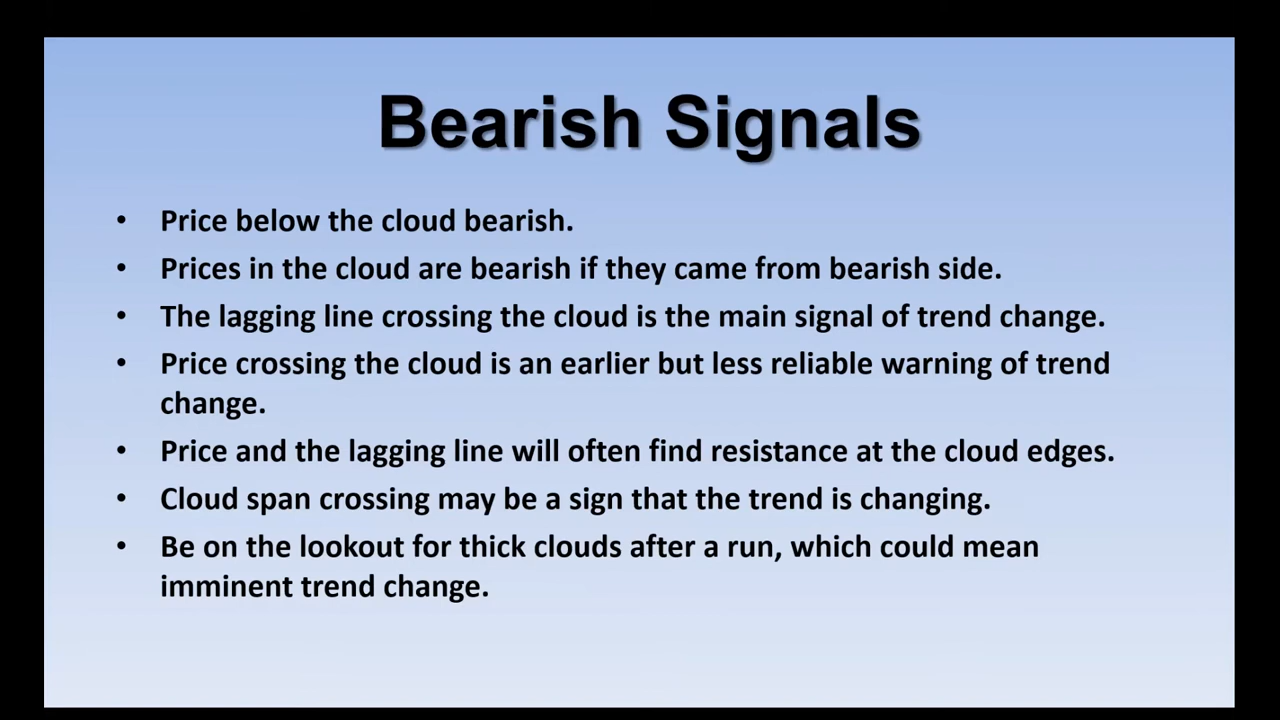 Bearish Signals
• Price below the cloud bearish.
• Prices in the cloud are bearish if they came from bearish side.
• The lagging line crossing the cloud is the main signal of trend change.
• Price crossing the cloud is an earlier but less reliable warning of trend
change.
• Price and the lagging line will often find resistance at the cloud edges.
• Cloud span crossing may be a sign that the trend is changing.
• Be on the lookout for thick clouds after a run, which could mean
imminent trend change.